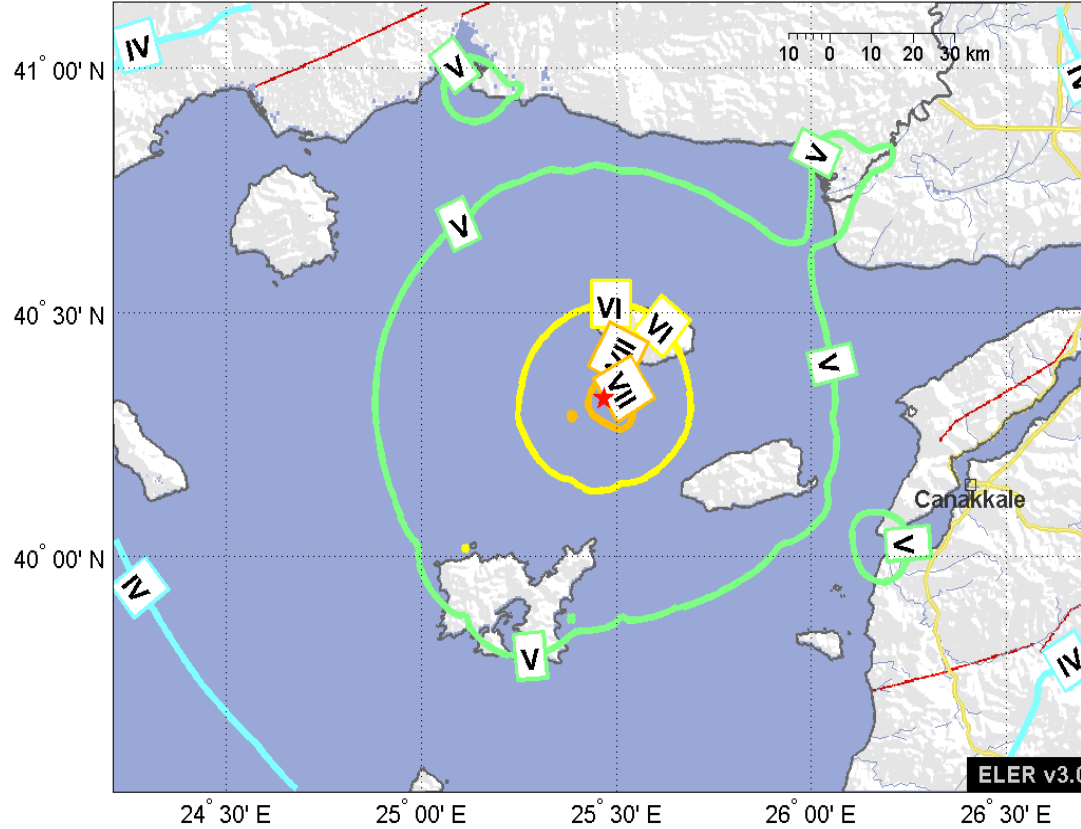 IV
V
10 0 10 20 30 km
IV
41° 00' N
V
V
40° 30' N
VI
VI
VII
VII
V
Canakkale
V
40° 00' N
IV
V
IV
ELER v3.0
24° 30' E
25° 00' E
25° 30' E
26° 00' E
26° 30' E